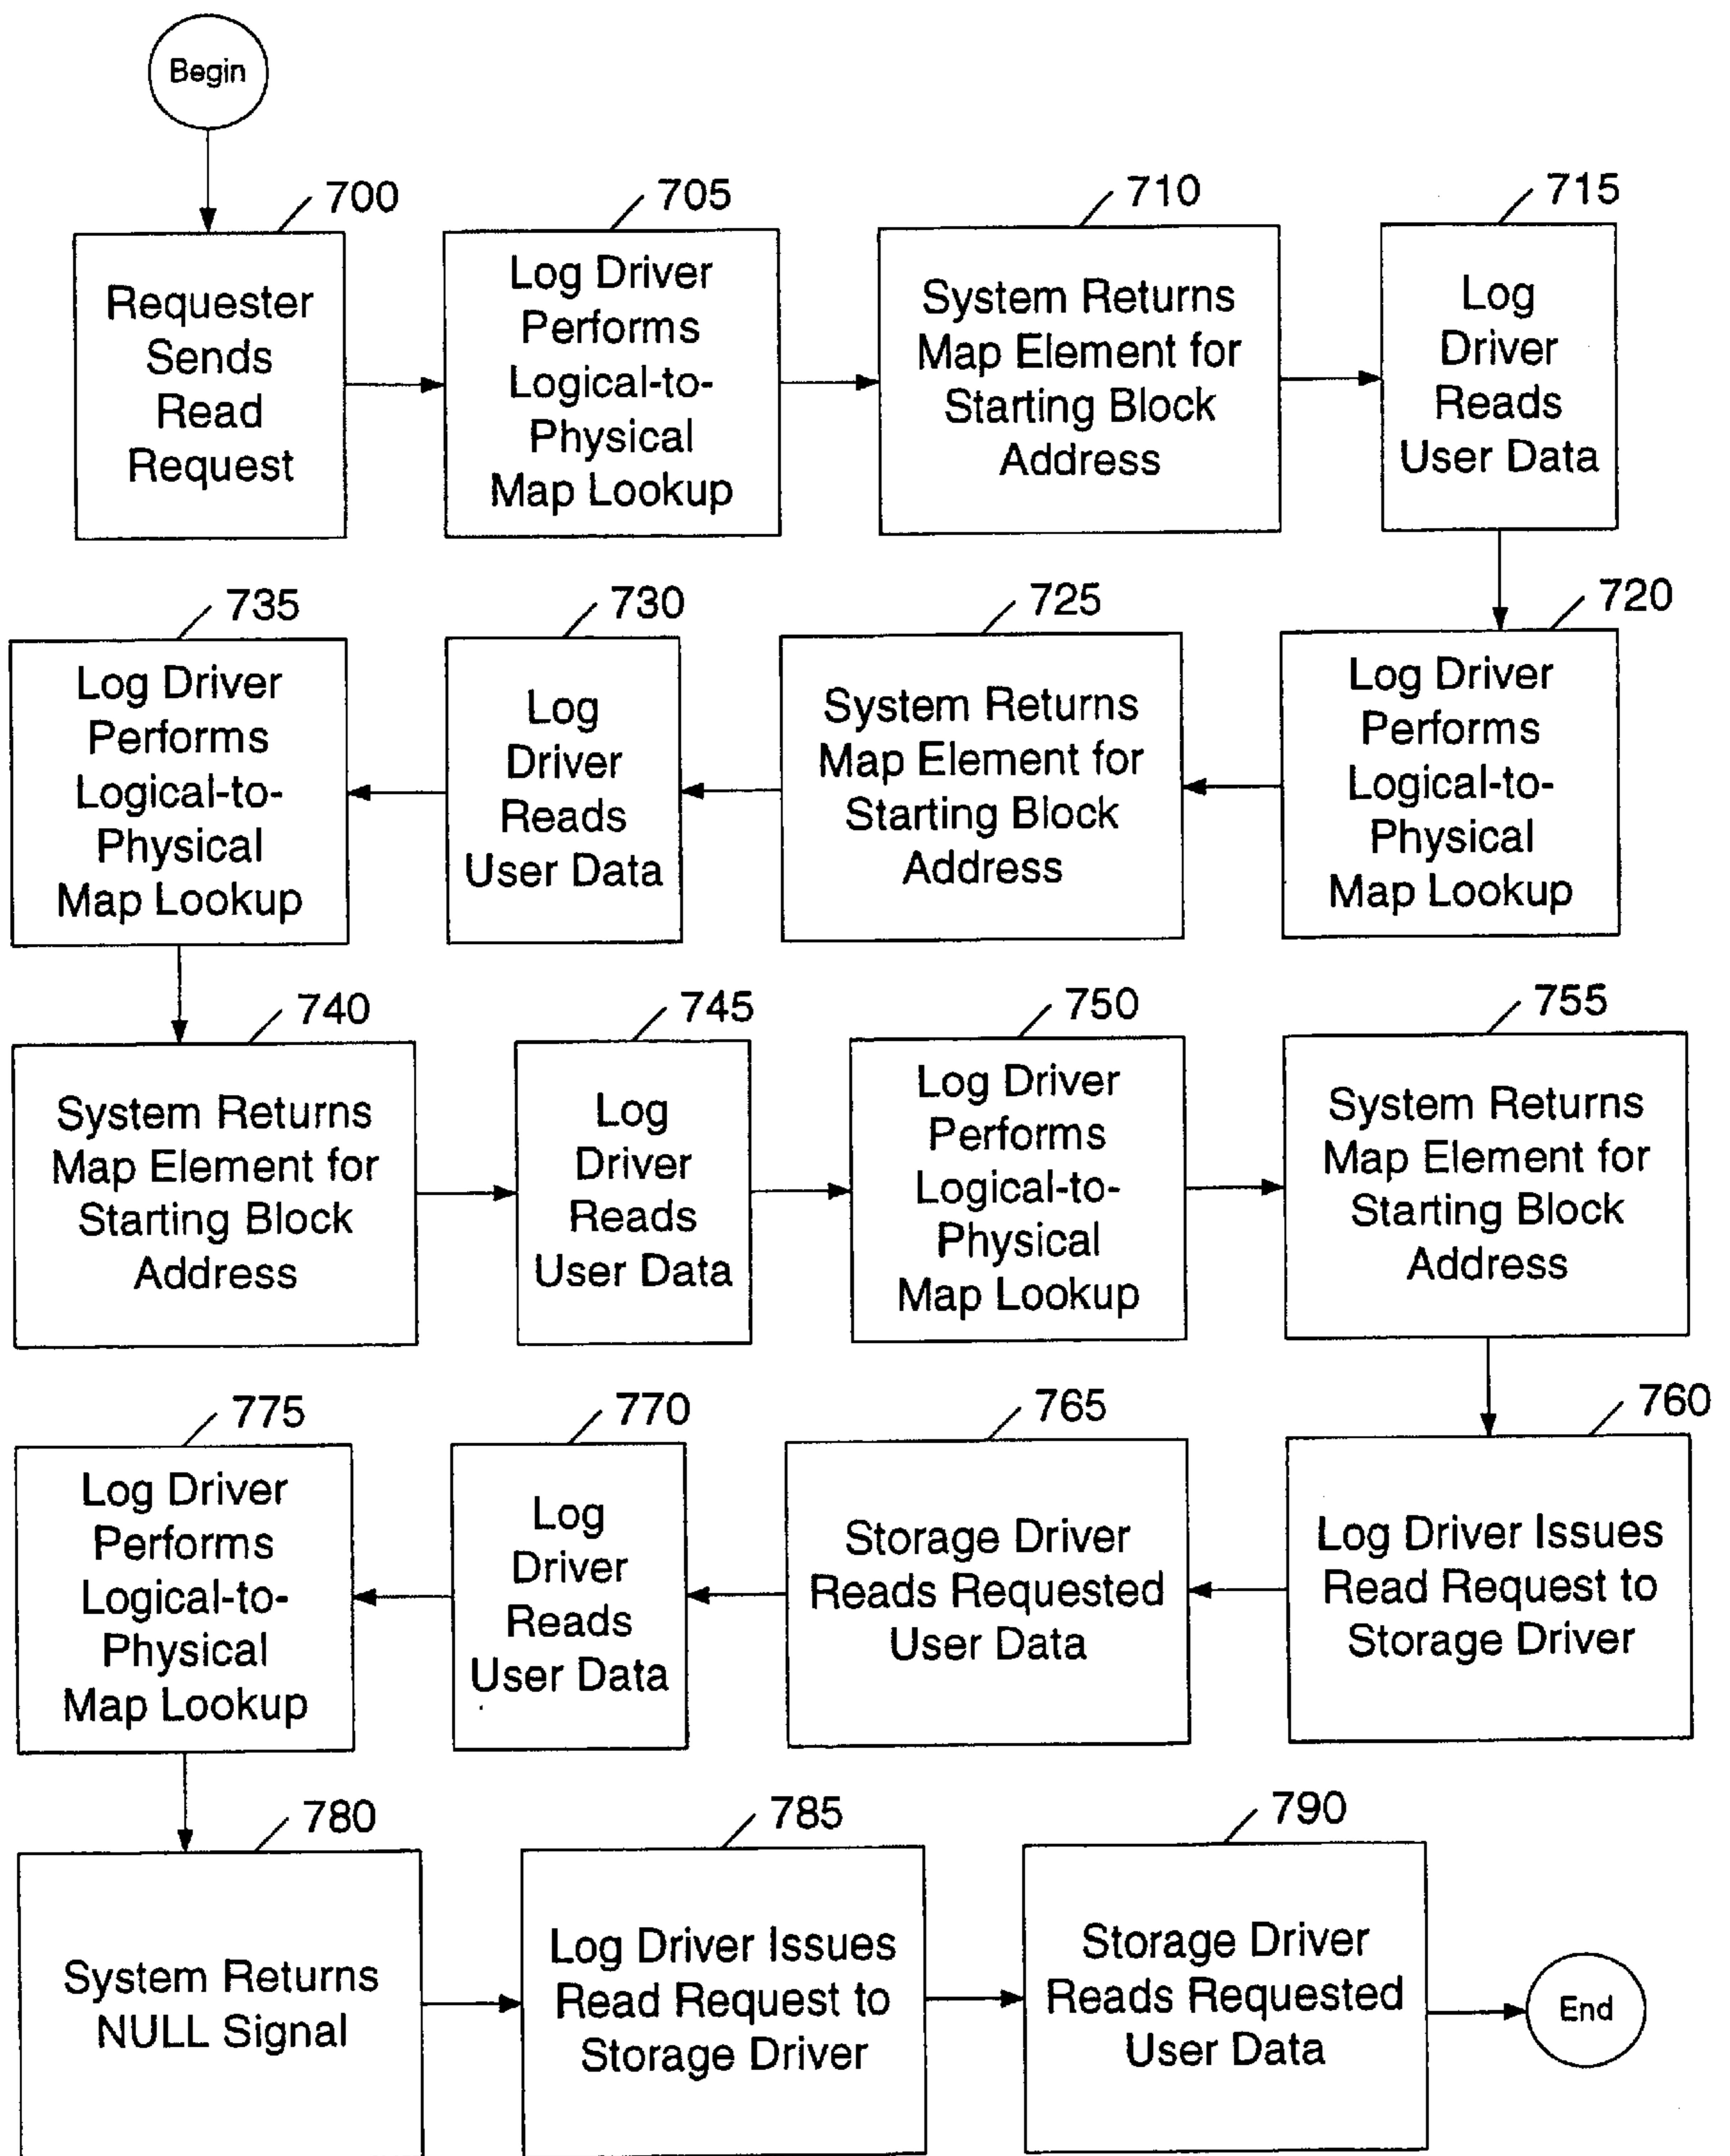 Begin
700
Requester
Sends
Read
Request
705
Log Driver
Performs
Logical-to-
Physical
Map Lookup
710
System Returns
Map Element for
Starting Block
Address
715
Log
Driver
Reads
User Data
720
Log Driver
Performs
Logical-to-
Physical
Map Lookup
725
System Returns
Map Element for
Starting Block
Address
730
Log
Driver
Reads
User Data
735
Log Driver
Performs
Logical-to-
Physical
Map Lookup
740
System Returns
Map Element for
Starting Block
Address
745
Log
Driver
Reads
User Data
750
Log Driver
Performs
Logical-to-
Physical
Map Lookup
755
System Returns
Map Element for
Starting Block
Address
760
Log Driver Issues
Read Request to
Storage Driver
765
Storage Driver
Reads Requested
User Data
770
Log
Driver
Reads
User Data
775
Log Driver
Performs
Logical-to-
Physical
Map Lookup
780
System Returns
NULL Signal
785
Log Driver Issues
Read Request to
Storage Driver
790
Storage Driver
Reads Requested
User Data
End